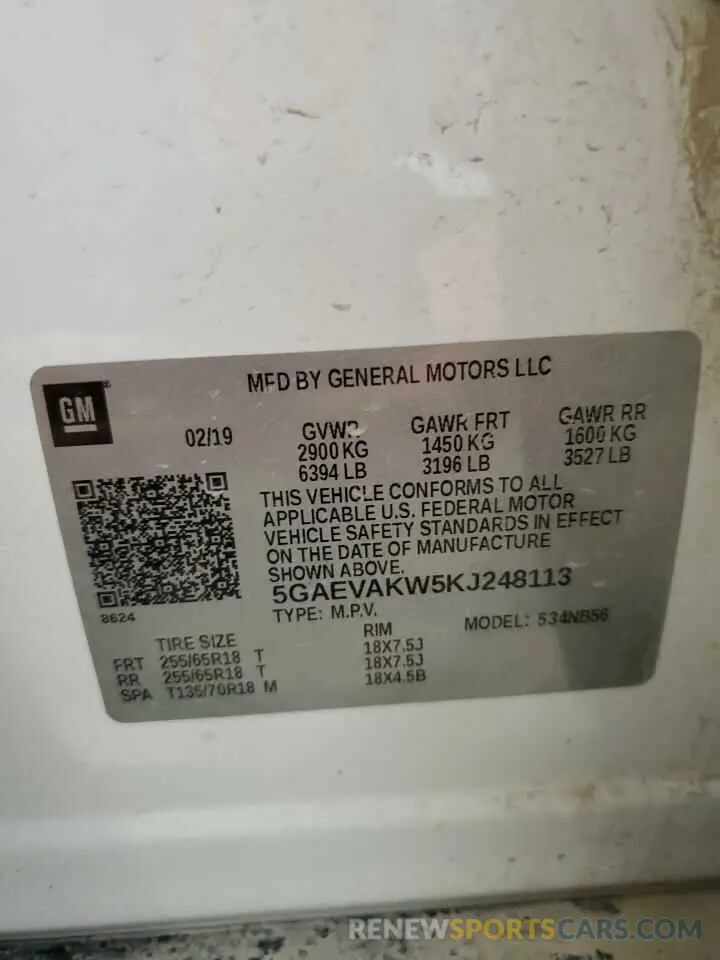 MFD BY GENERAL MOTORS LLC
GM
02/19
GVWR GAWR FRT GAWR RR
2900 KG 1450 KG 1600 KG
6394 LB 3196 LB 3527 LB
THIS VEHICLE CONFORMS TO ALL
APPLICABLE U.S. FEDERAL MOTOR
VEHICLE SAFETY STANDARDS IN EFFECT
ON THE DATE OF MANUFACTURE
SHOWN ABOVE.
5GAEVAKW5KJ248113
8624
TYPE: M.P.V. MODEL: 534NB56
TIRE SIZE RIM
FRT 255/65R18 T 18X7.5J
RR 255/65R18 T 18X7.5J
SPA T135/70R18 M 18X4.5B
RENEWSPORTSCARS.COM